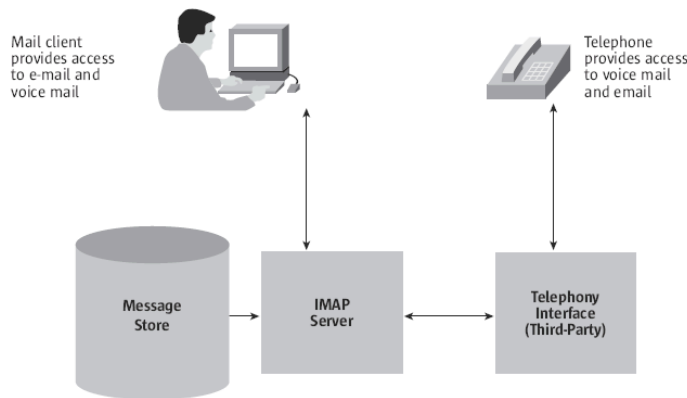 Mail client
provides access
to e-mail and
voice mail
Telephone
provides access
to voice mail
and email
Message
Store
IMAP
Server
Telephony
Interface
(Third-Party)